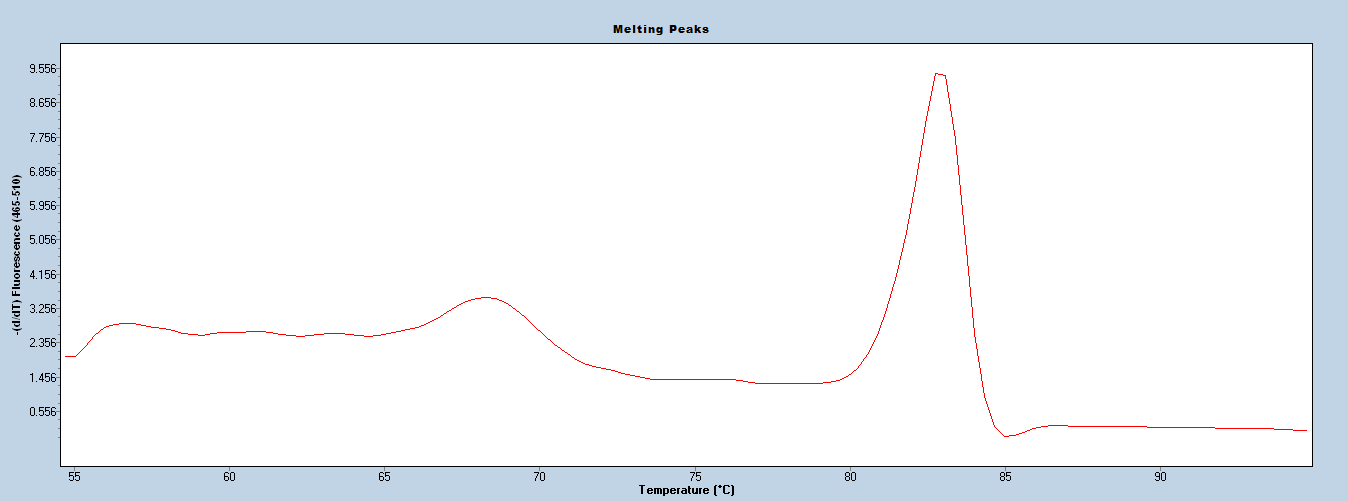 Melting Peaks
-(d/dT) Fluorescence (465-510)
9.556
8.656
7.756
6.856
5.956
5.056
4.156
3.256
2.356
1.456
0.556
55 60 65 70 75 80 85 90
Temperature (°C)